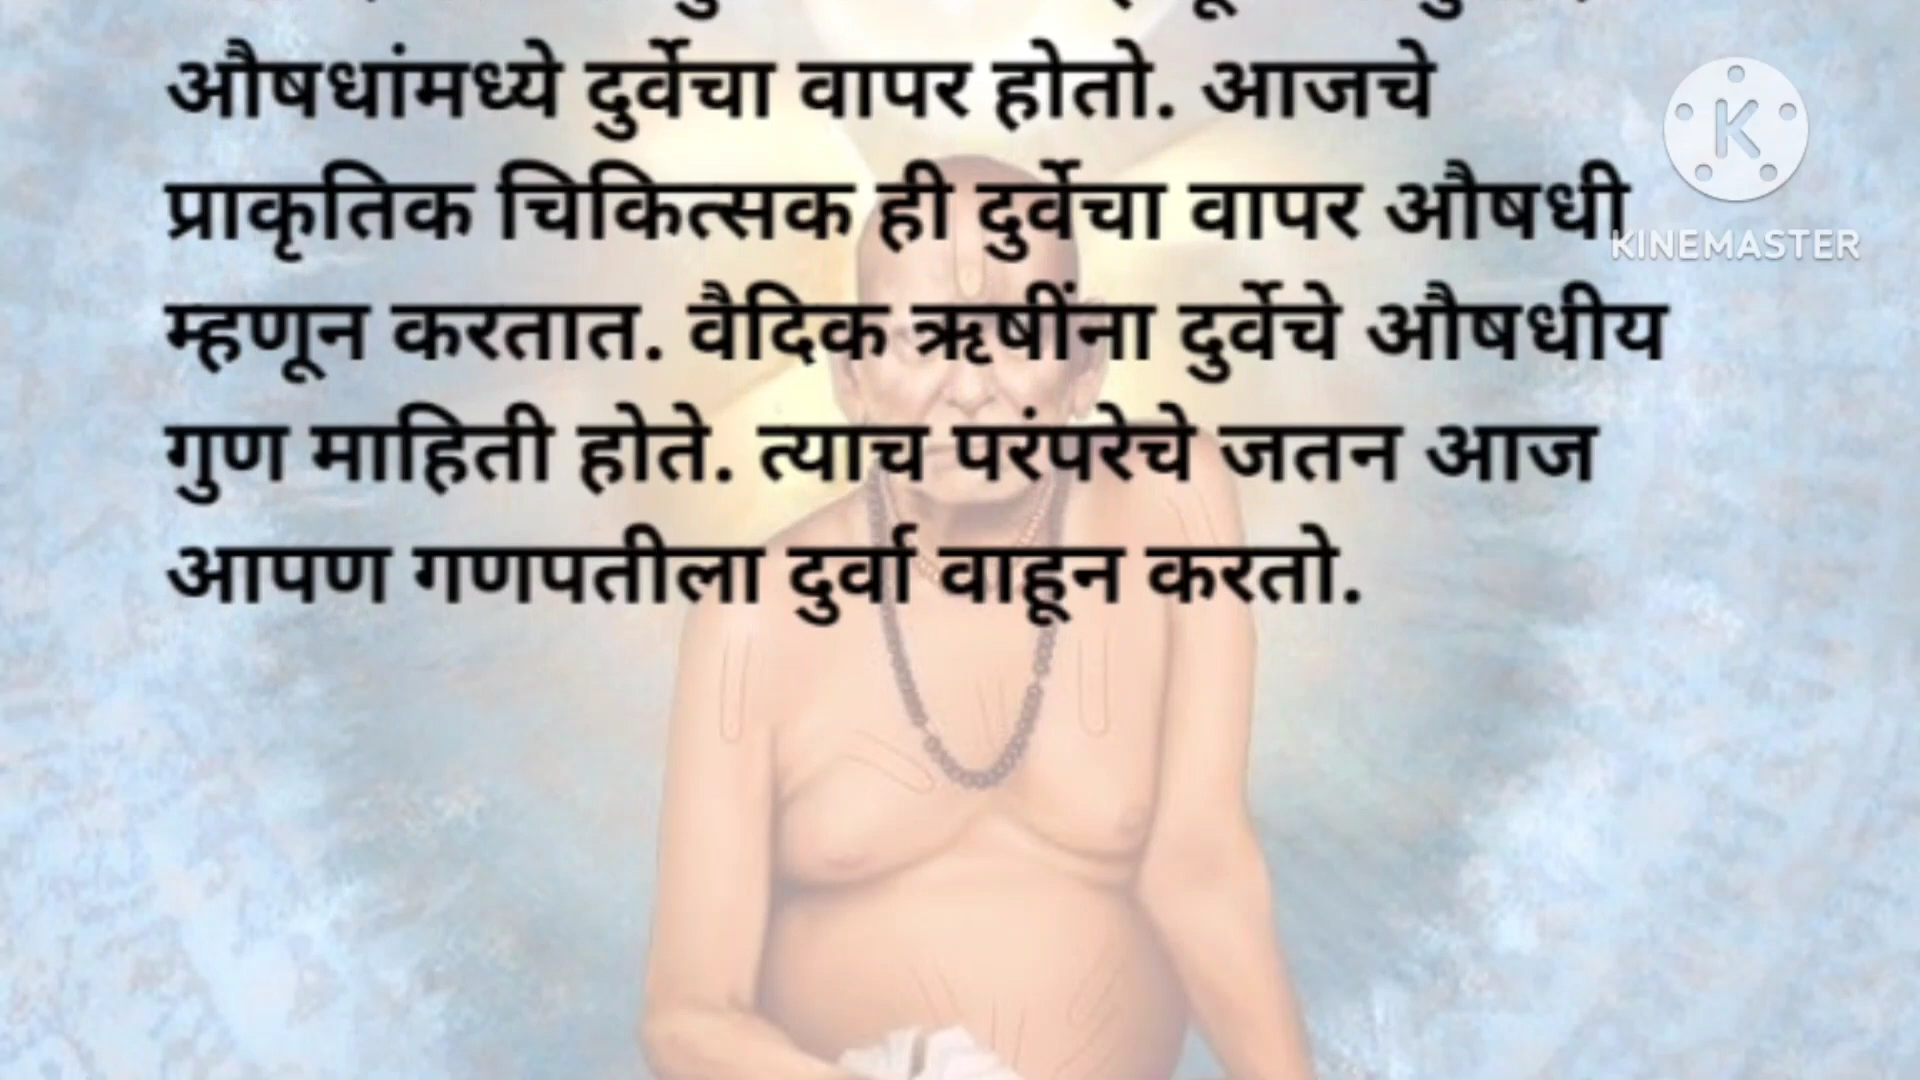 औषधांमध्ये दुर्वेचा वापर होतो. आजचे
प्राकृतिक चिकित्सक ही दुर्वेचा वापर औषधी
म्हणून करतात. वैदिक ऋषींना दुर्वेचे औषधीय
गुण माहिती होते. त्याच परंपरेचे जतन आज
आपण गणपतीला दुर्वा वाहून करतो.
K
KINEMASTER